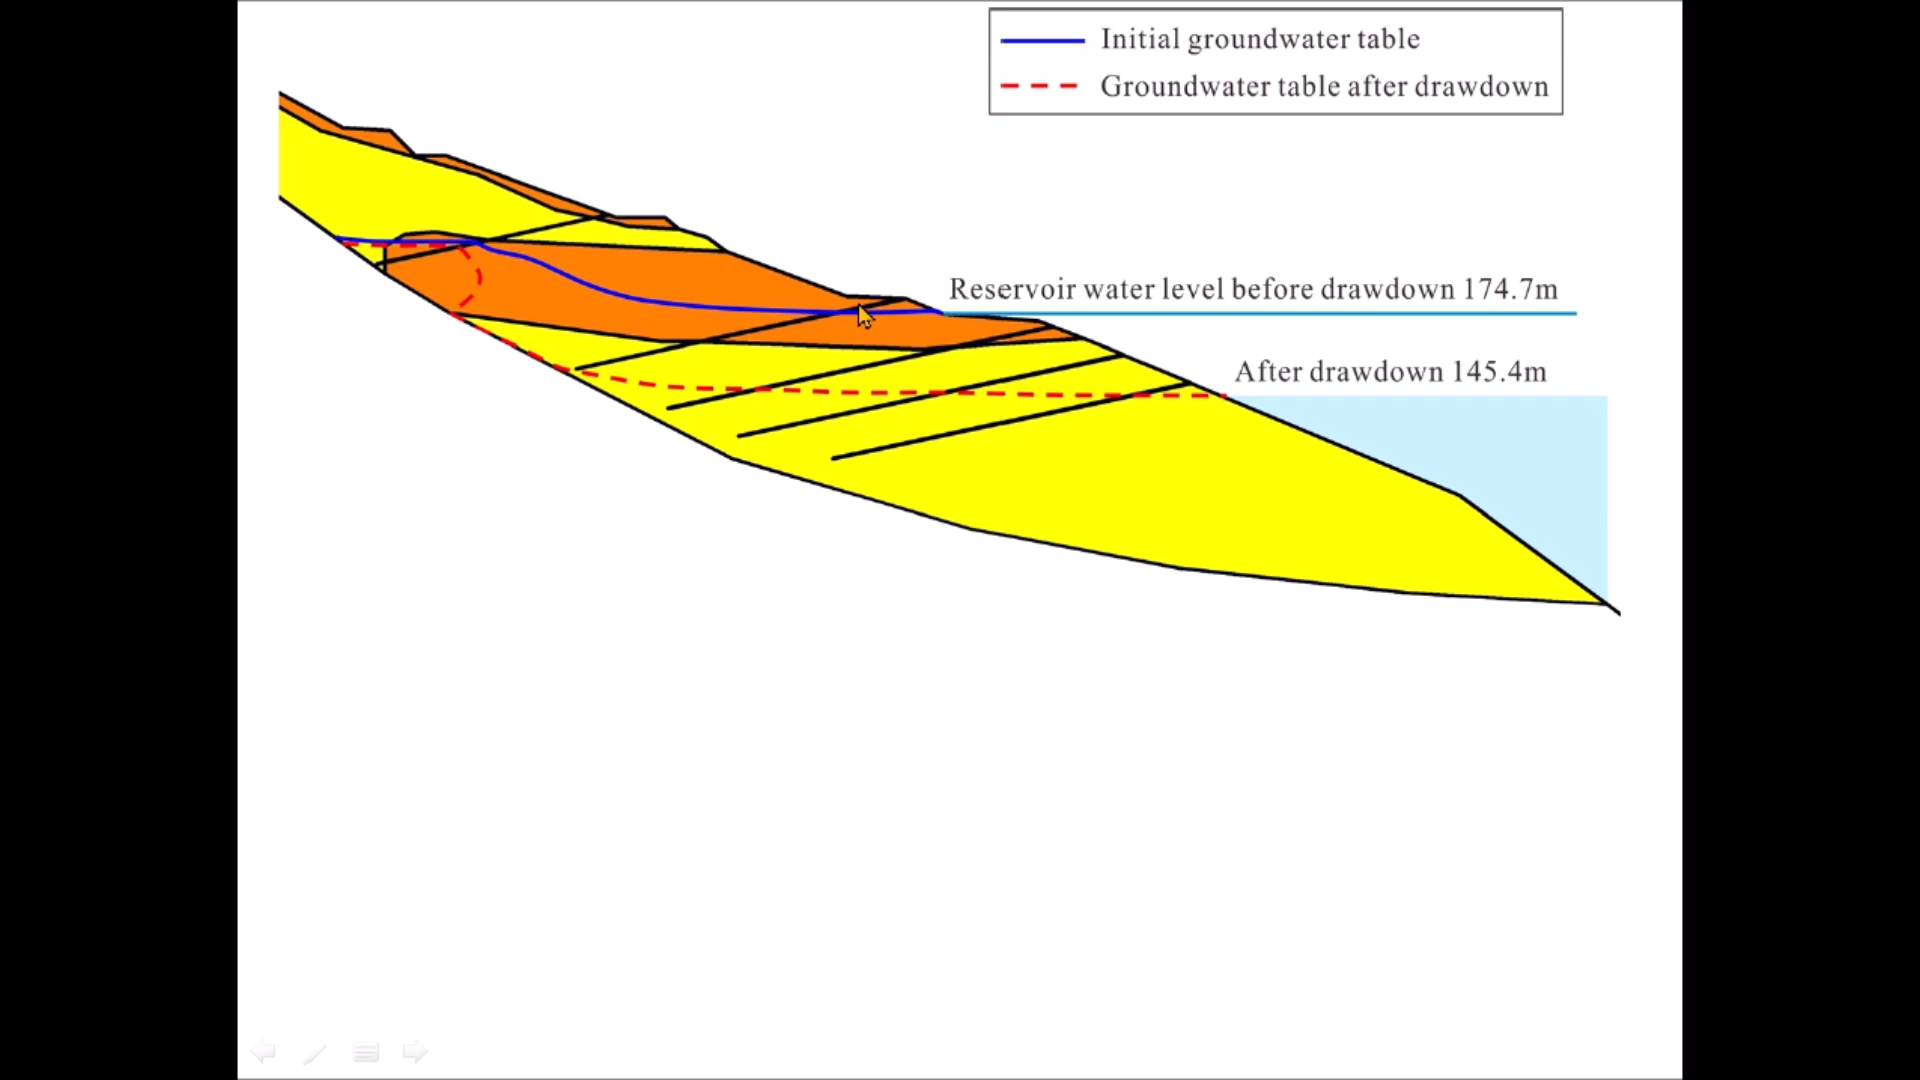 Initial groundwater table
Groundwater table after drawdown
Reservoir water level before drawdown 174.7m
After drawdown 145.4m